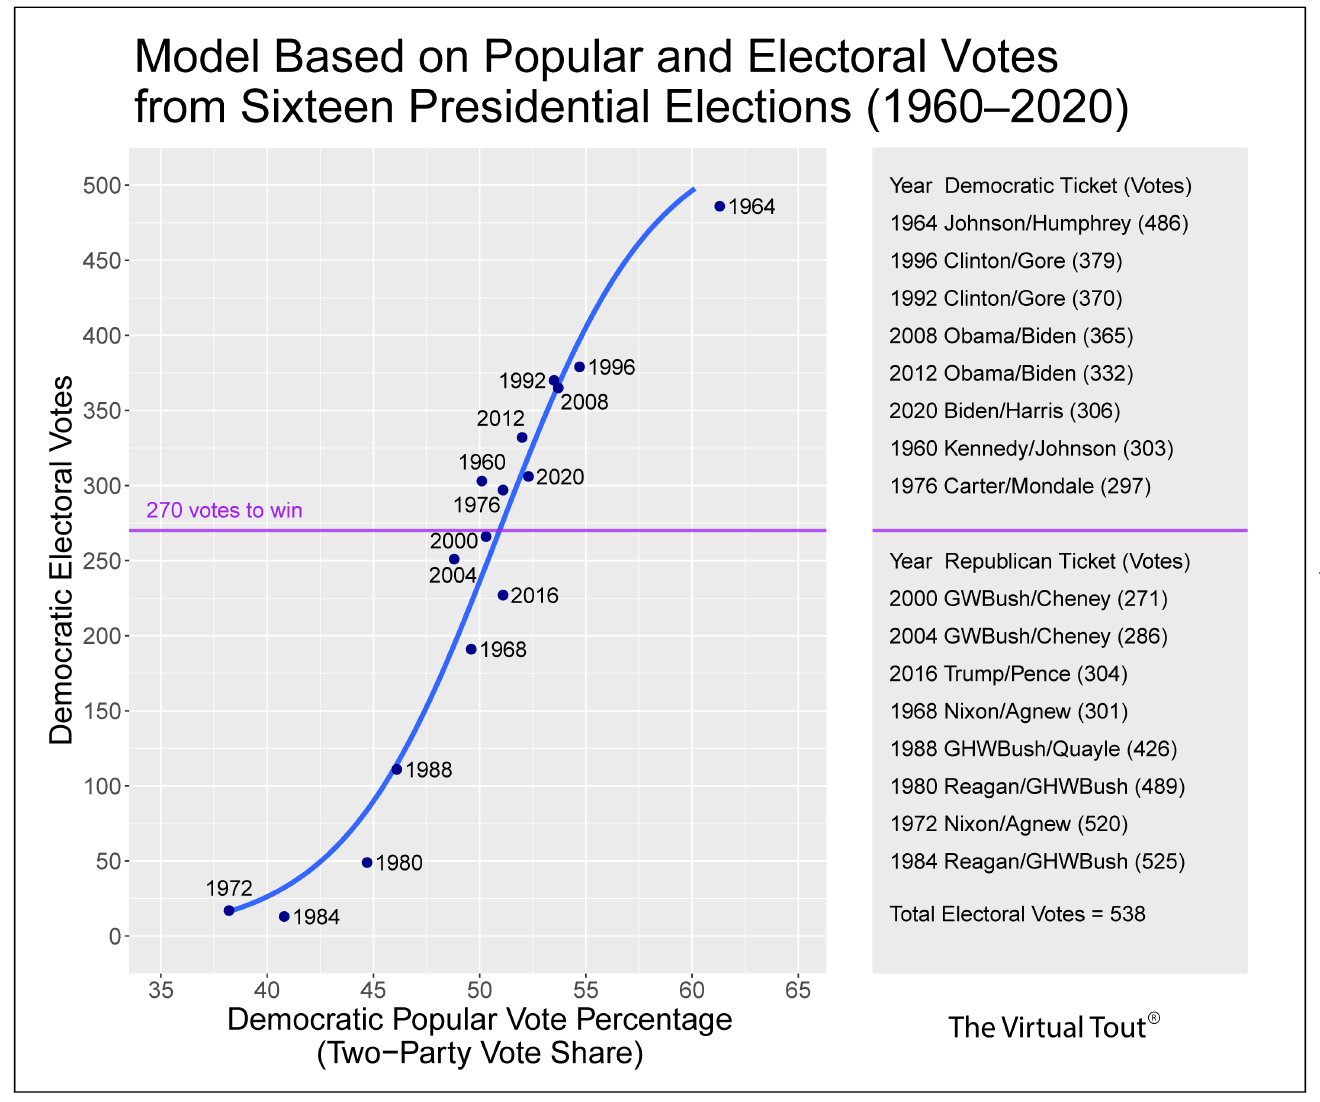 Model Based on Popular and Electoral Votes
from Sixteen Presidential Elections (1960–2020)
Democratic Electoral Votes
500
450
400
350
300
250
200
150
100
50
0
1964
1996
1992
2008
2012
1960
2020
1976
270 votes to win
2000
2004
2016
1968
1988
1980
1972
1984
35 40 45 50 55 60 65
Democratic Popular Vote Percentage
(Two−Party Vote Share)
Year Democratic Ticket (Votes)
1964 Johnson/Humphrey (486)
1996 Clinton/Gore (379)
1992 Clinton/Gore (370)
2008 Obama/Biden (365)
2012 Obama/Biden (332)
2020 Biden/Harris (306)
1960 Kennedy/Johnson (303)
1976 Carter/Mondale (297)
Year Republican Ticket (Votes)
2000 GWBush/Cheney (271)
2004 GWBush/Cheney (286)
2016 Trump/Pence (304)
1968 Nixon/Agnew (301)
1988 GHWBush/Quayle (426)
1980 Reagan/GHWBush (489)
1972 Nixon/Agnew (520)
1984 Reagan/GHWBush (525)
Total Electoral Votes = 538
The Virtual Tout®